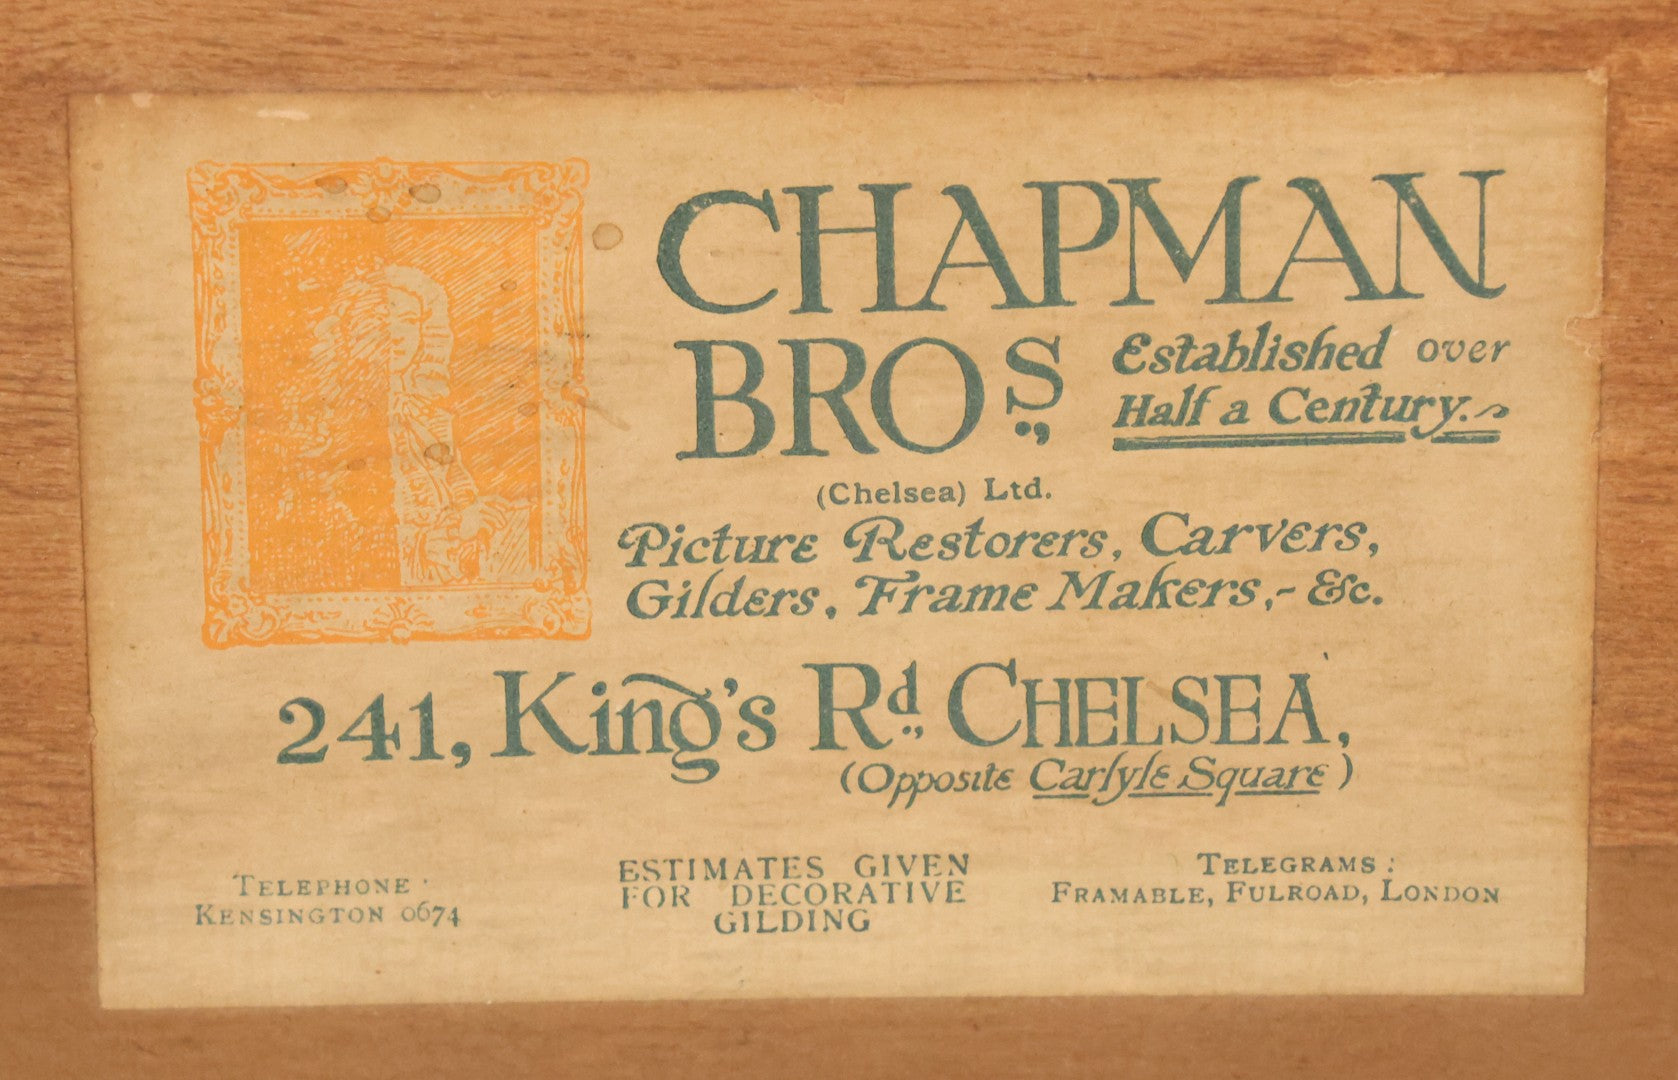 CHAPMAN
BROS. Established over
Half a Century.
(Chelsea) Ltd.
Picture Restorers, Carvers,
Gilders, Frame Makers,- &c.
241, King's Rd. CHELSEA,
(Opposite Carlyle Square)
TELEPHONE:
KENSINGTON 0674
ESTIMATES GIVEN
FOR DECORATIVE
GILDING
TELEGRAMS:
FRAMABLE, FULROAD, LONDON